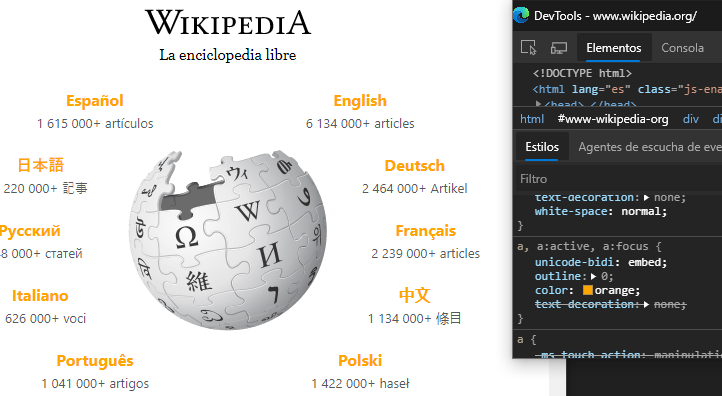 WIKIPEDIA
La enciclopedia libre
Español
1 615 000+ artículos
English
6 134 000+ articles
日本語
220 000+ 記事
Deutsch
2 464 000+ Artikel
Русский
8 000+ статей
Français
2 239 000+ articles
Italiano
626 000+ voci
中文
1 134 000+ 條目
Português
1 041 000+ artigos
Polski
1 422 000+ haseł
Ω
W
И
維
ウィ
DevTools - www.wikipedia.org/
Elementos
Consola
<!DOCTYPE html>
<html lang="es" class="js-ena
<head> </head>
html
#www-wikipedia-org
div
di
Estilos
Agentes de escucha de eve
Filtro
text-decoration: none;
white-space: normal;
}
a, a:active, a:focus {
unicode-bidi: embed;
outline: 0;
color: orange;
text-decoration: none;
}
a {
-ms-touch-action: manipulati